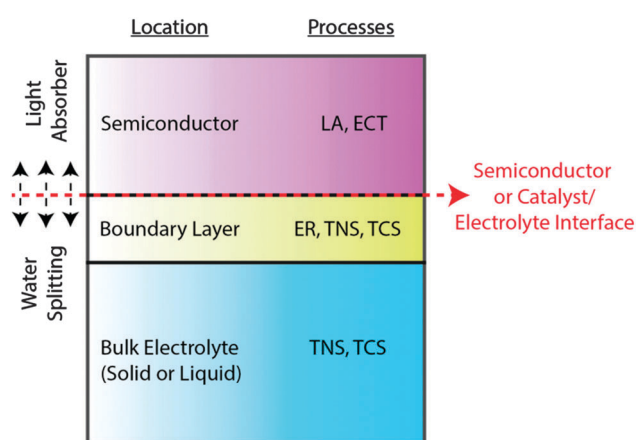 Location
Processes
Light
Absorber
Semiconductor
LA, ECT
Semiconductor
or Catalyst/
Electrolyte Interface
Boundary Layer
ER, TNS, TCS
Water
Splitting
Bulk Electrolyte
(Solid or Liquid)
TNS, TCS